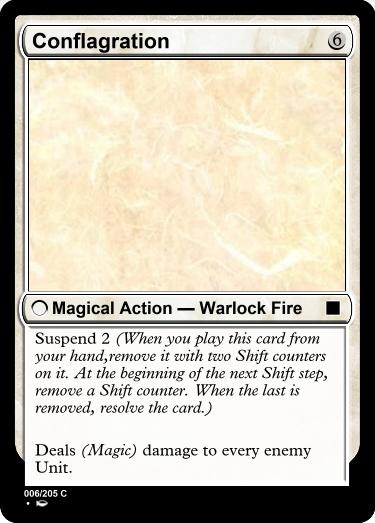 Conflagration 6
Magical Action — Warlock Fire
Suspend 2 (When you play this card from
your hand,remove it with two Shift counters
on it. At the beginning of the next Shift step,
remove a Shift counter. When the last is
removed, resolve the card.)
Deals (Magic) damage to every enemy
Unit.
006/205 C